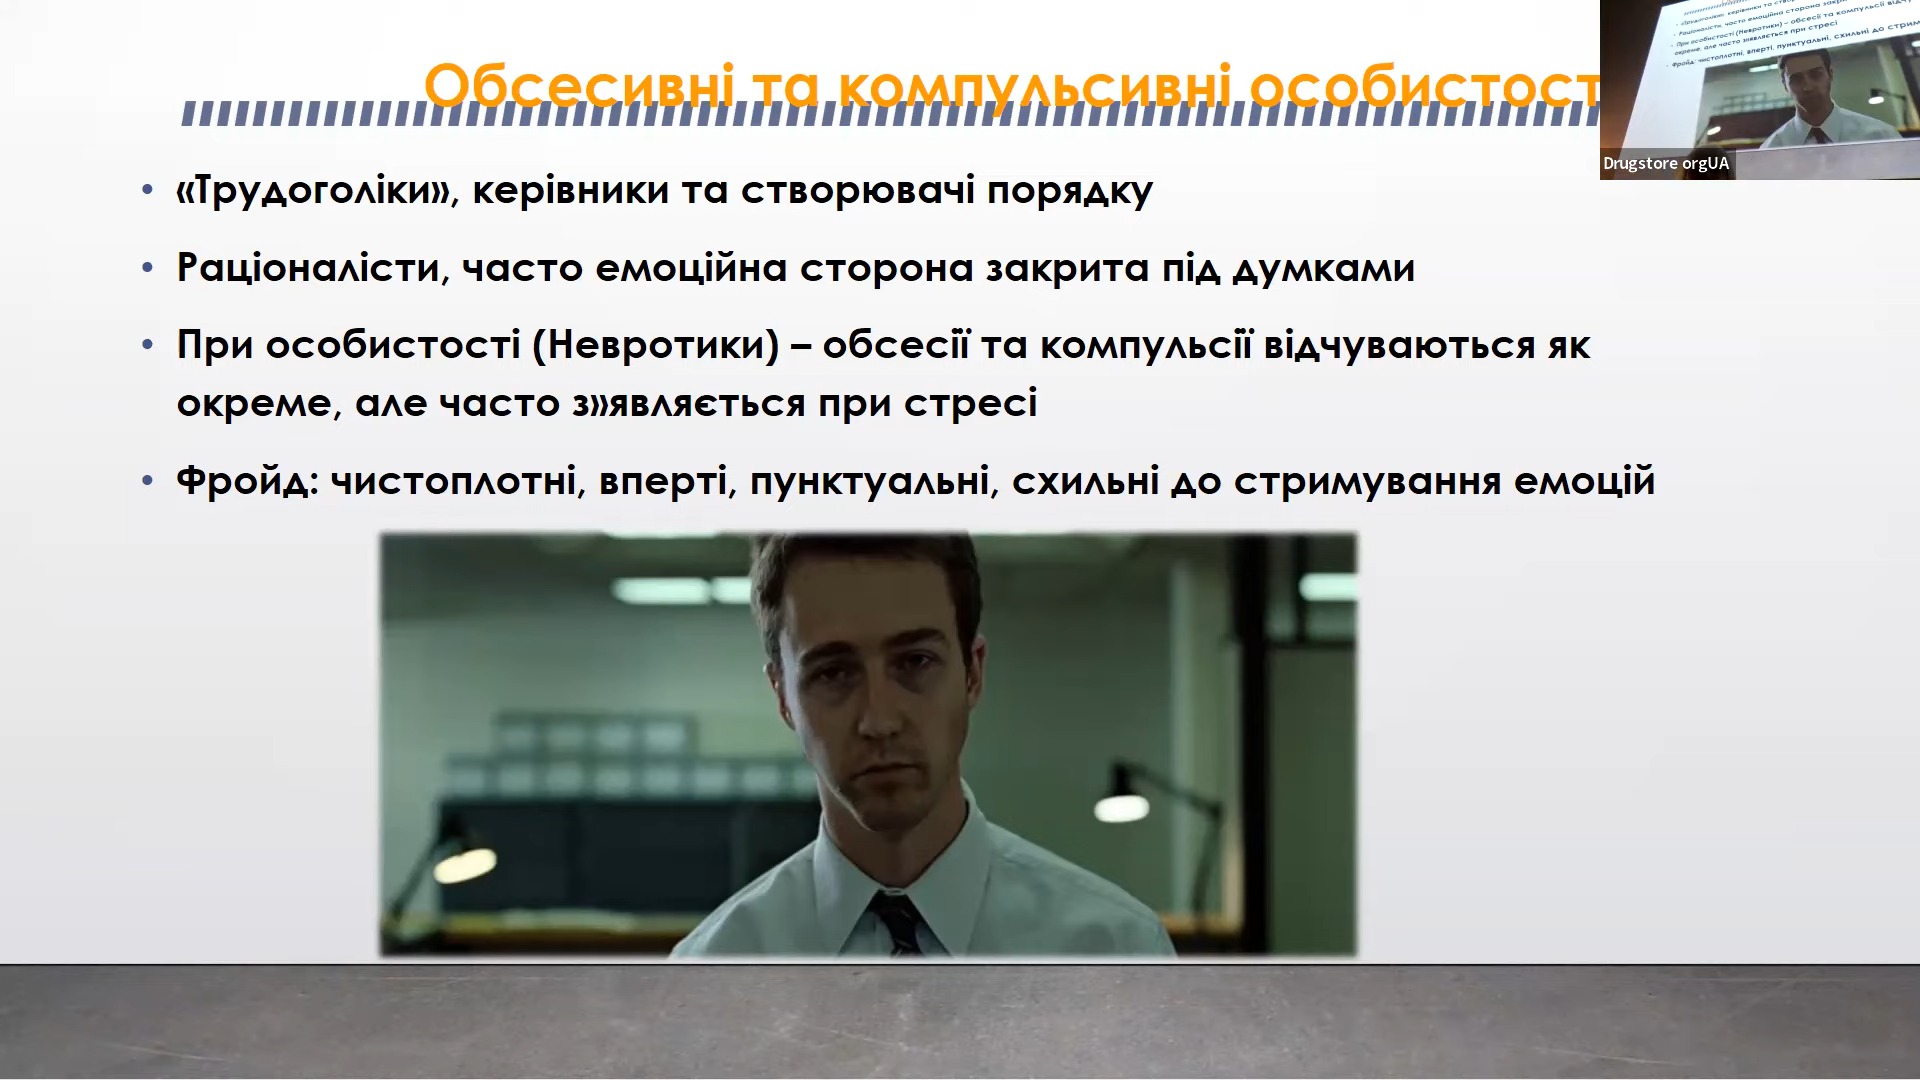 Обсесивні та компульсивні особистост
«Трудоголіки», керівники та створювачі порядку
Раціоналісти, часто емоційна сторона закрита під думками
При особистості (Невротики) – обсесії та компульсії відчуваються як
окреме, але часто з»являється при стресі
Фройд: чистоплотні, вперті, пунктуальні, схильні до стримування емоцій
Drugstore orgUA